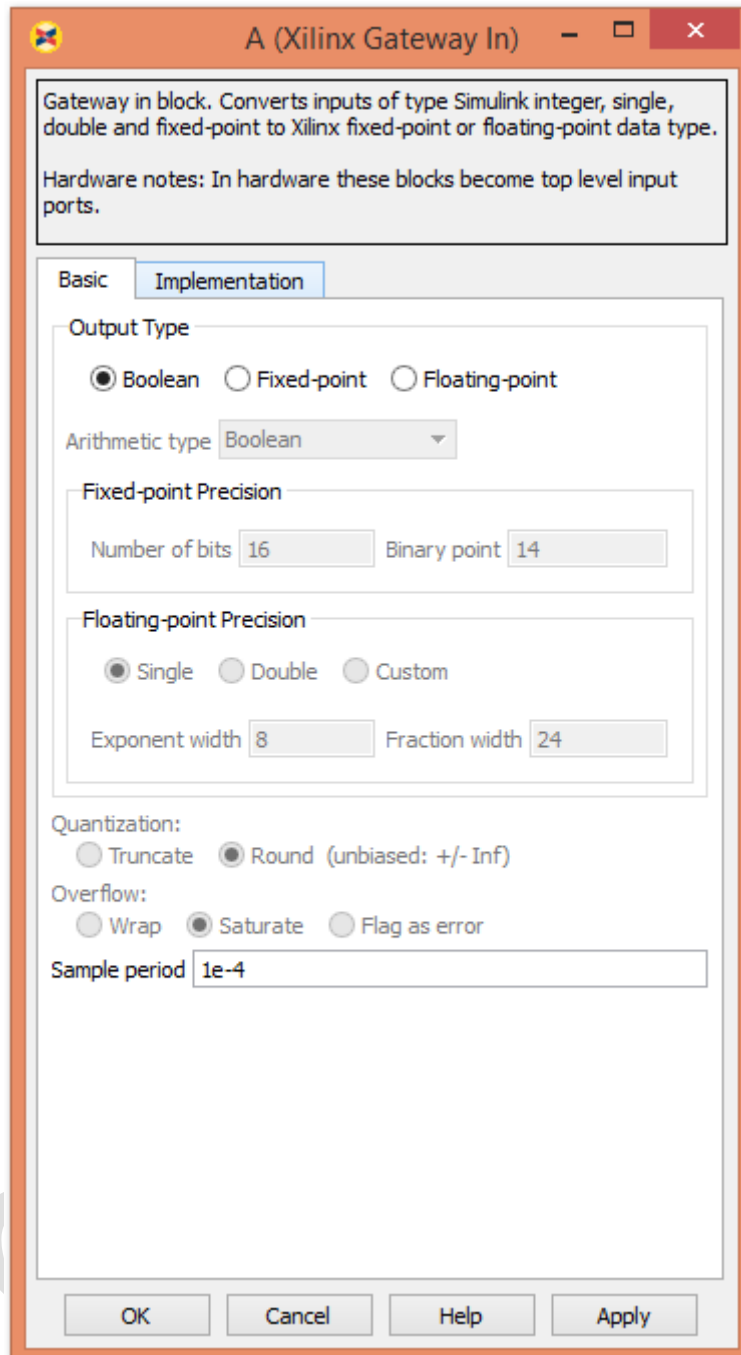 A (Xilinx Gateway In)
Gateway in block. Converts inputs of type Simulink integer, single,
double and fixed-point to Xilinx fixed-point or floating-point data type.
Hardware notes: In hardware these blocks become top level input
ports.
Basic Implementation
Output Type
Boolean Fixed-point Floating-point
Arithmetic type Boolean
Fixed-point Precision
Number of bits 16 Binary point 14
Floating-point Precision
Single Double Custom
Exponent width 8 Fraction width 24
Quantization:
Truncate Round (unbiased: +/- Inf)
Overflow:
Wrap Saturate Flag as error
Sample period 1e-4
OK Cancel Help Apply